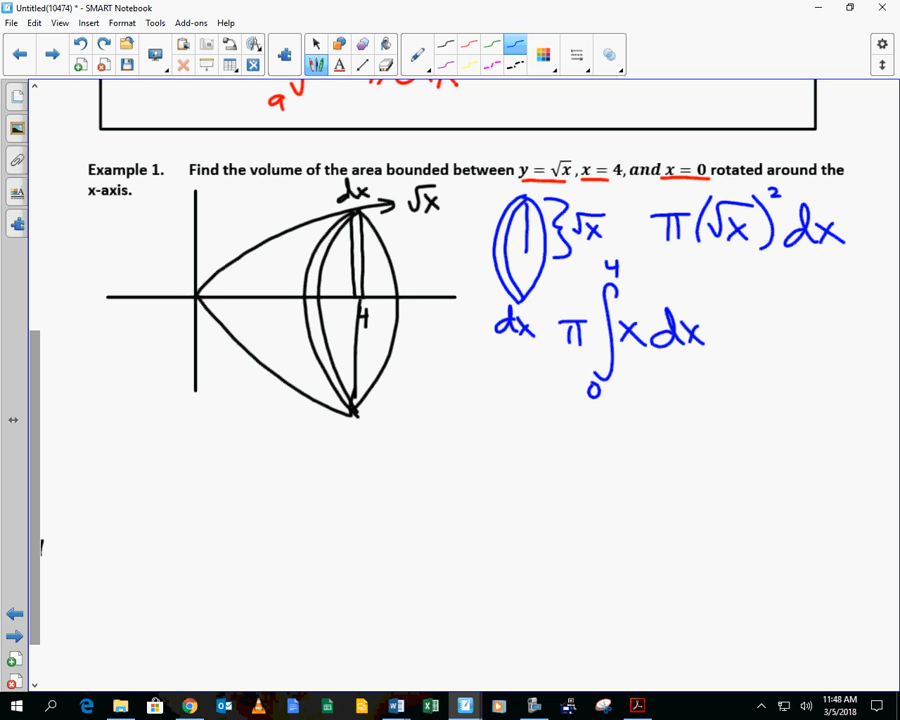 Untitled(10474) * - SMART Notebook
File Edit View Insert Format Tools Add-ons Help
Example 1. Find the volume of the area bounded between y = √x, x = 4, and x = 0 rotated around the
x-axis.
dx
√x
4
√x
dx
π(√x)² dx
π∫₀⁴ x dx
11:48 AM
3/5/2018